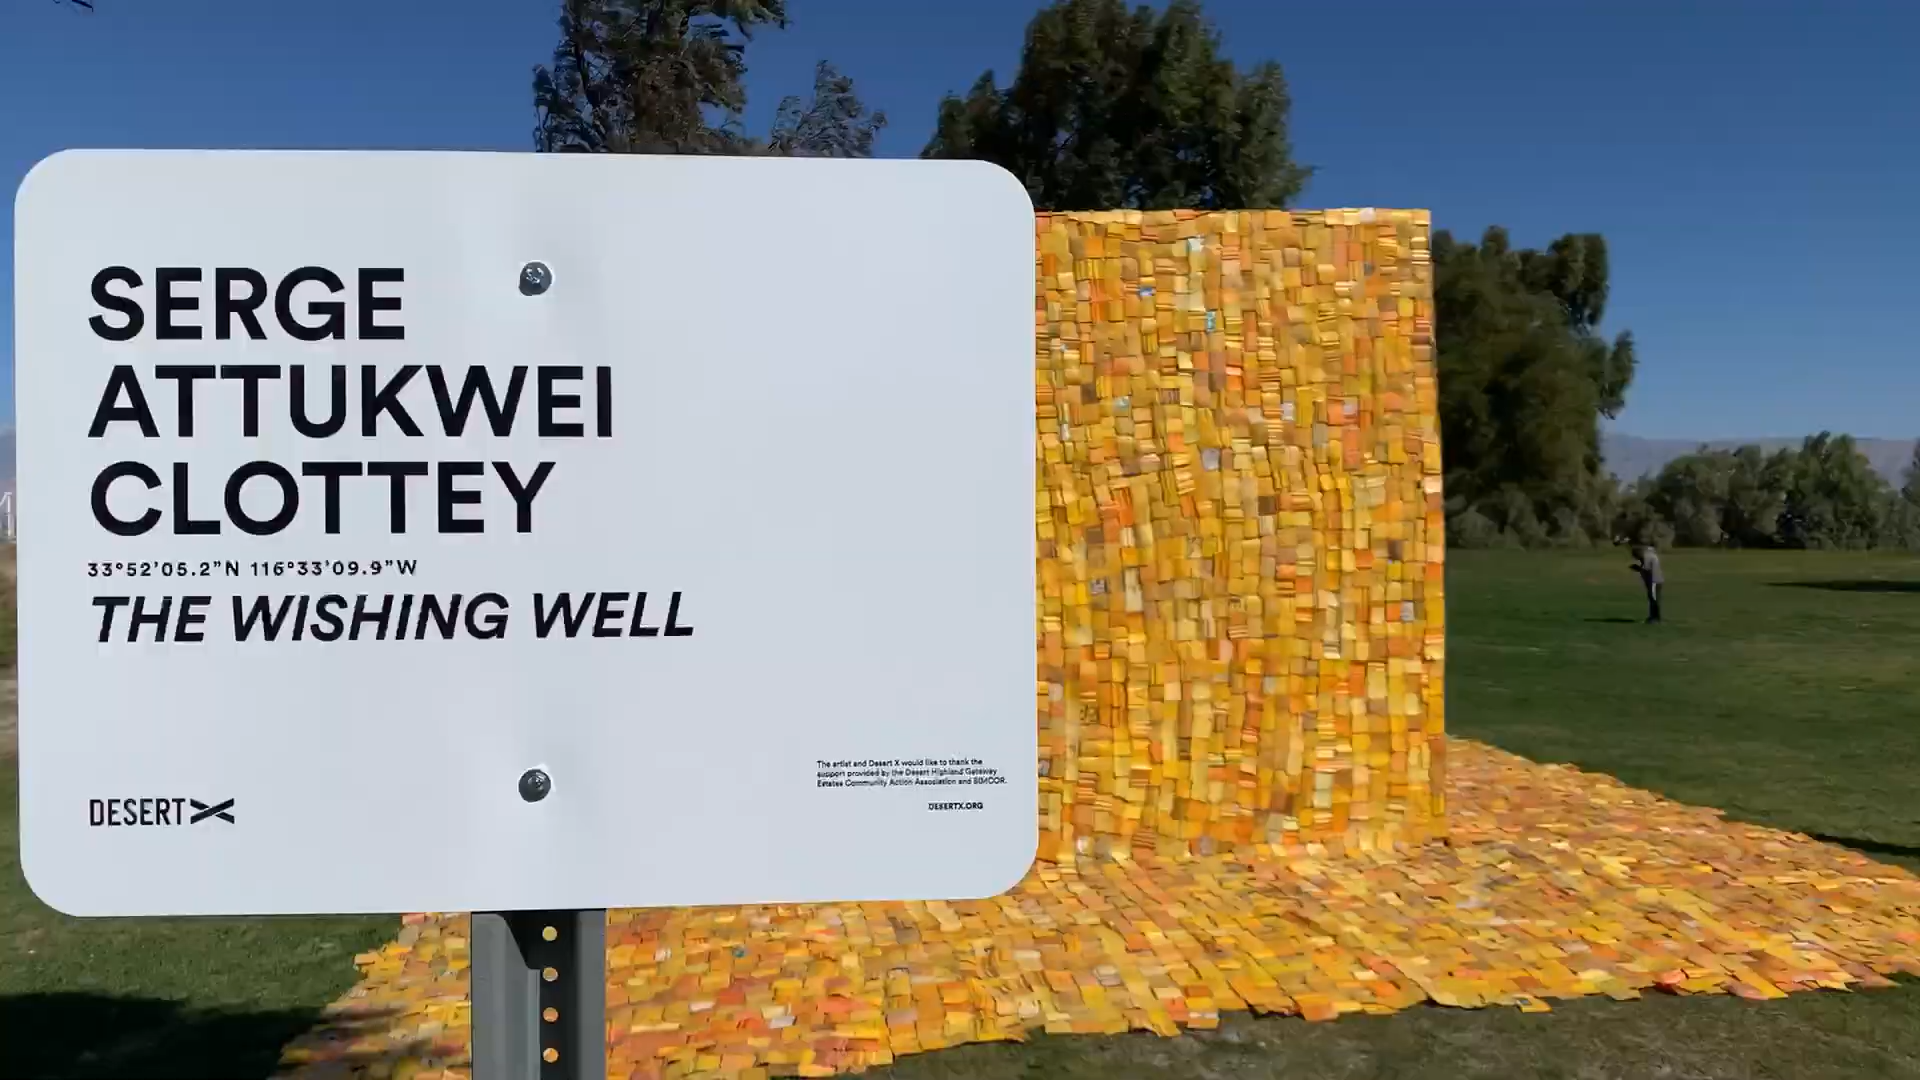 SERGE
ATTUKWEI
CLOTTEY
33°52'05.2"N 116°33'09.9"W
THE WISHING WELL
The artist and Desert X would like to thank the
support provided by the Desert Highland Gateway
Estates Community Action Association and SIMCOR.
DESERTX.ORG
DESERT X